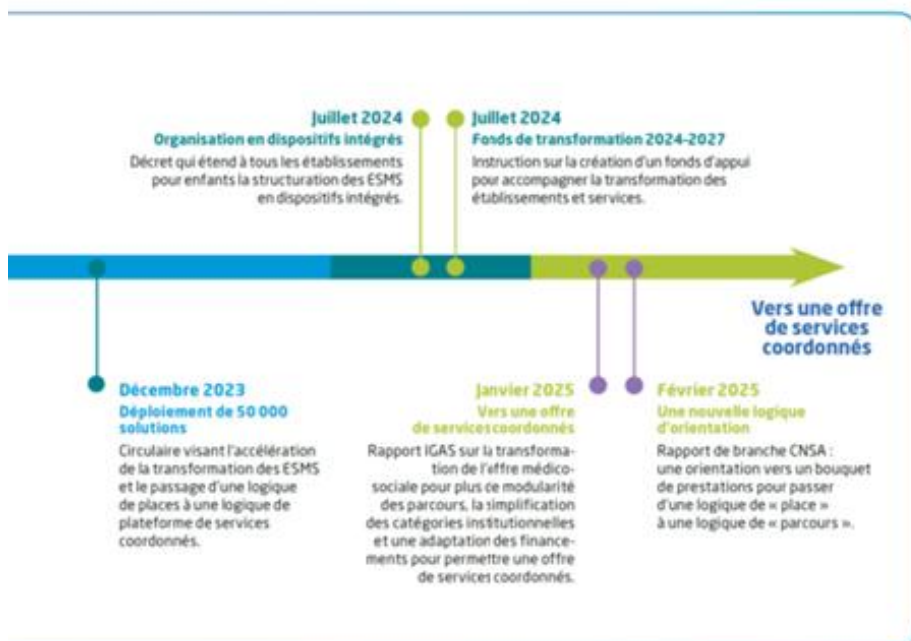 Juillet 2024
Organisation en dispositifs intégrés
Décret qui étend à tous les établissements
pour enfants la structuration des ESMS
en dispositifs intégrés.
Juillet 2024
Fonds de transformation 2024-2027
Instruction sur la création d'un fonds d'appui
pour accompagner la transformation des
établissements et services.
Vers une offre
de services
coordonnés
Décembre 2023
Déploiement de 50 000
solutions
Circulaire visant l'accélération
de la transformation des ESMS
et le passage d'une logique
de places à une logique de
plateforme de services
coordonnés.
Janvier 2025
Vers une offre
de services coordonnés
Rapport IGAS sur la transforma-
tion de l'offre médico-
sociale pour plus de modularité
des parcours, la simplification
des catégories institutionnelles
et une adaptation des finance-
ments pour permettre une offre
de services coordonnés.
Février 2025
Une nouvelle logique
d'orientation
Rapport de branche CNSA :
une orientation vers un bouquet
de prestations pour passer
d'une logique de « place »
à une logique de « parcours ».